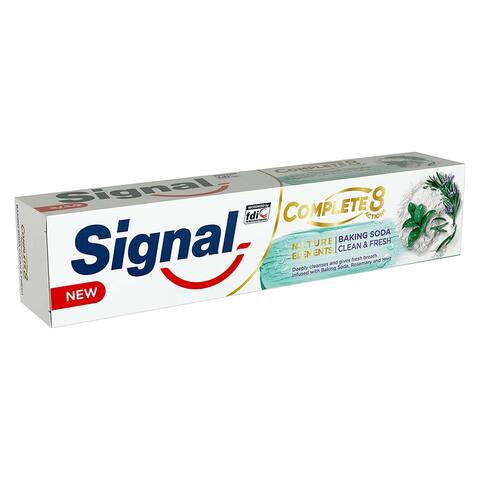 Signal
NEW
fdi
COMPLETE 8
ACTIONS
NATURE
ELEMENTS
BAKING SODA
CLEAN & FRESH
Deeply cleanses and gives fresh breath
infused with Baking Soda, Rosemary and Mint